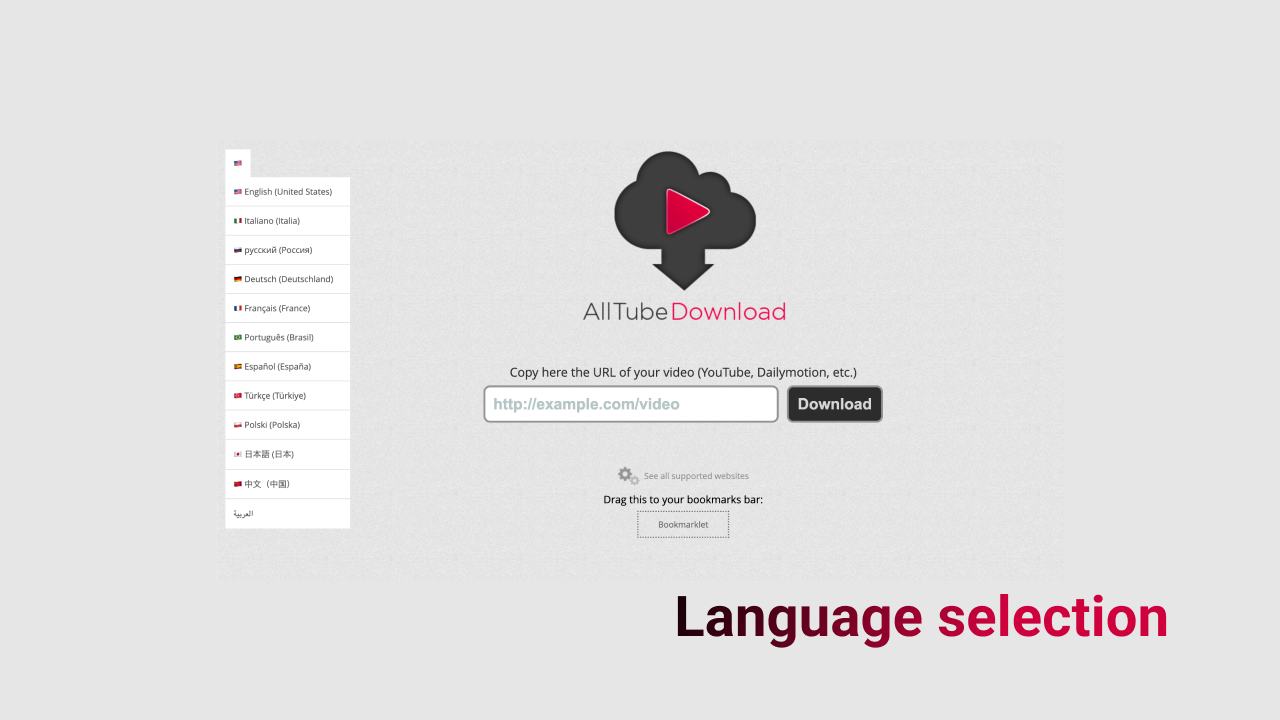 English (United States)
Italiano (Italia)
русский (Россия)
Deutsch (Deutschland)
Français (France)
Português (Brasil)
Español (España)
Türkçe (Türkiye)
Polski (Polska)
日本語 (日本)
中文（中国）
العربية
AllTubeDownload
Copy here the URL of your video (YouTube, Dailymotion, etc.)
http://example.com/video Download
See all supported websites
Drag this to your bookmarks bar:
Bookmarklet
Language selection